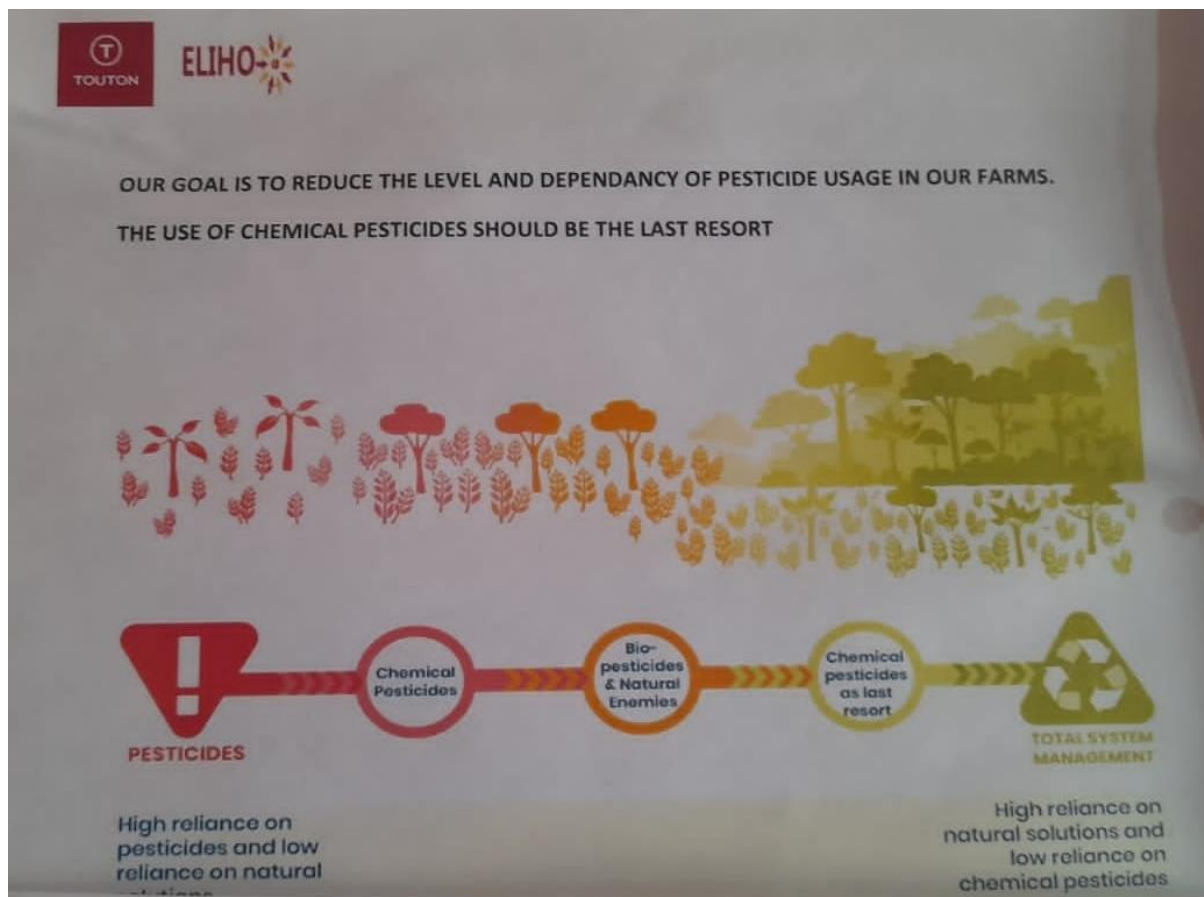 T
TOUTON
ELIHO
OUR GOAL IS TO REDUCE THE LEVEL AND DEPENDANCY OF PESTICIDE USAGE IN OUR FARMS.
THE USE OF CHEMICAL PESTICIDES SHOULD BE THE LAST RESORT
Chemical
Pesticides
Bio-
pesticides
& Natural
Enemies
Chemical
pesticides
as last
resort
!
PESTICIDES
TOTAL SYSTEM
MANAGEMENT
High reliance on
pesticides and low
reliance on natural
High reliance on
natural solutions and
low reliance on
chemical pesticides